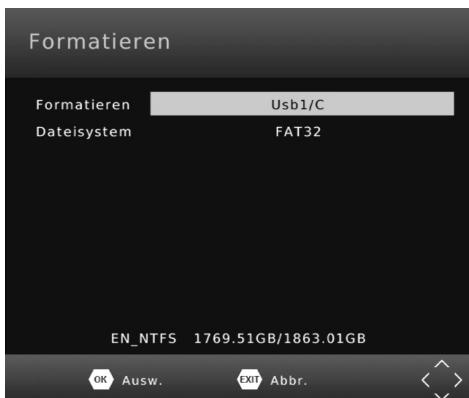 Formatieren
Formatieren Usb1/C
Dateisystem FAT32
EN_NTFS 1769.51GB/1863.01GB
OK Ausw. EXIT Abbr.